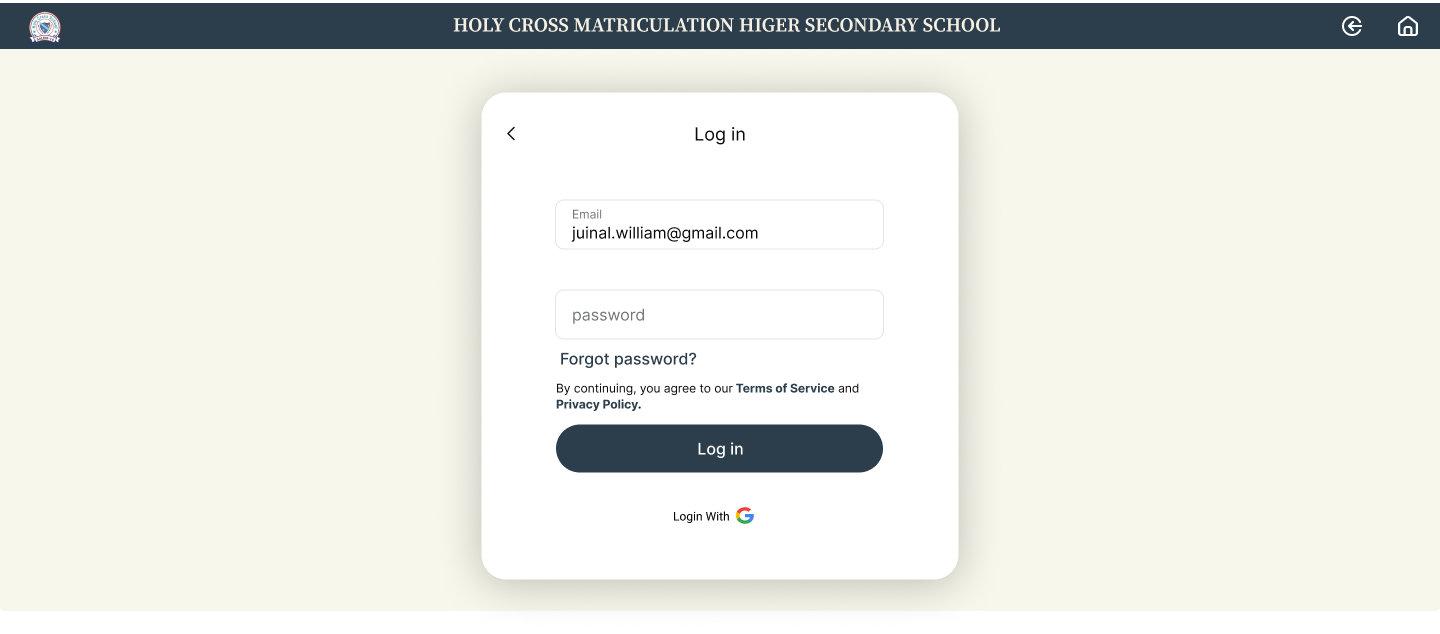 HOLY CROSS MATRICULATION HIGER SECONDARY SCHOOL
Log in
Email
juinal.william@gmail.com
password
Forgot password?
By continuing, you agree to our Terms of Service and
Privacy Policy.
Log in
Login With